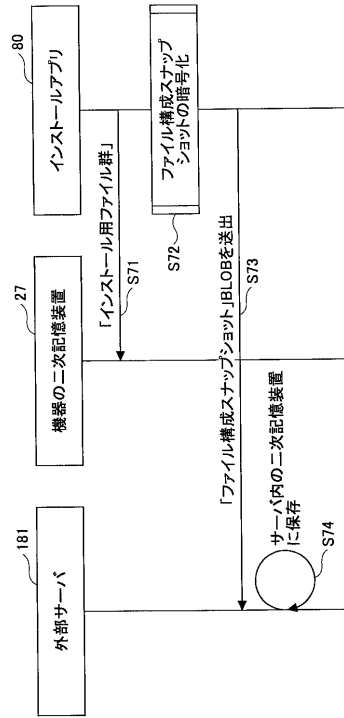 外部サーバ
181
機器の二次記憶装置
27
インストールアプリ
80
「インストール用ファイル群」
S71
ファイル構成スナップ
ショットの暗号化
S72
「ファイル構成スナップショット」BLOBを送出
S73
サーバ内の二次記憶装置
に保存
S74